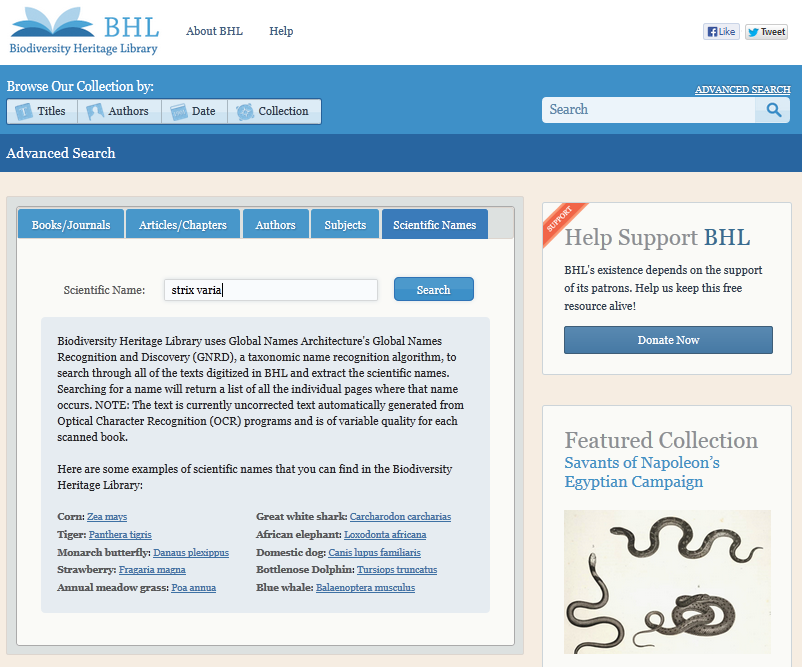 BHL
Biodiversity Heritage Library
About BHL
Help
Like
Tweet
Browse Our Collection by:
Titles
Authors
Date
Collection
ADVANCED SEARCH
Search
Advanced Search
Books/Journals
Articles/Chapters
Authors
Subjects
Scientific Names
Scientific Name:
strix varia
Search
Biodiversity Heritage Library uses Global Names Architecture's Global Names
Recognition and Discovery (GNRD), a taxonomic name recognition algorithm, to
search through all of the texts digitized in BHL and extract the scientific names.
Searching for a name will return a list of all the individual pages where that name
occurs. NOTE: The text is currently uncorrected text automatically generated from
Optical Character Recognition (OCR) programs and is of variable quality for each
scanned book.
Here are some examples of scientific names that you can find in the Biodiversity
Heritage Library:
Corn: Zea mays
Tiger: Panthera tigris
Monarch butterfly: Danaus plexippus
Strawberry: Fragaria magna
Annual meadow grass: Poa annua
Great white shark: Carcharodon carcharias
African elephant: Loxodonta africana
Domestic dog: Canis lupus familiaris
Bottlenose Dolphin: Tursiops truncatus
Blue whale: Balaenoptera musculus
SUPPORT
Help Support BHL
BHL's existence depends on the support
of its patrons. Help us keep this free
resource alive!
Donate Now
Featured Collection
Savants of Napoleon's
Egyptian Campaign